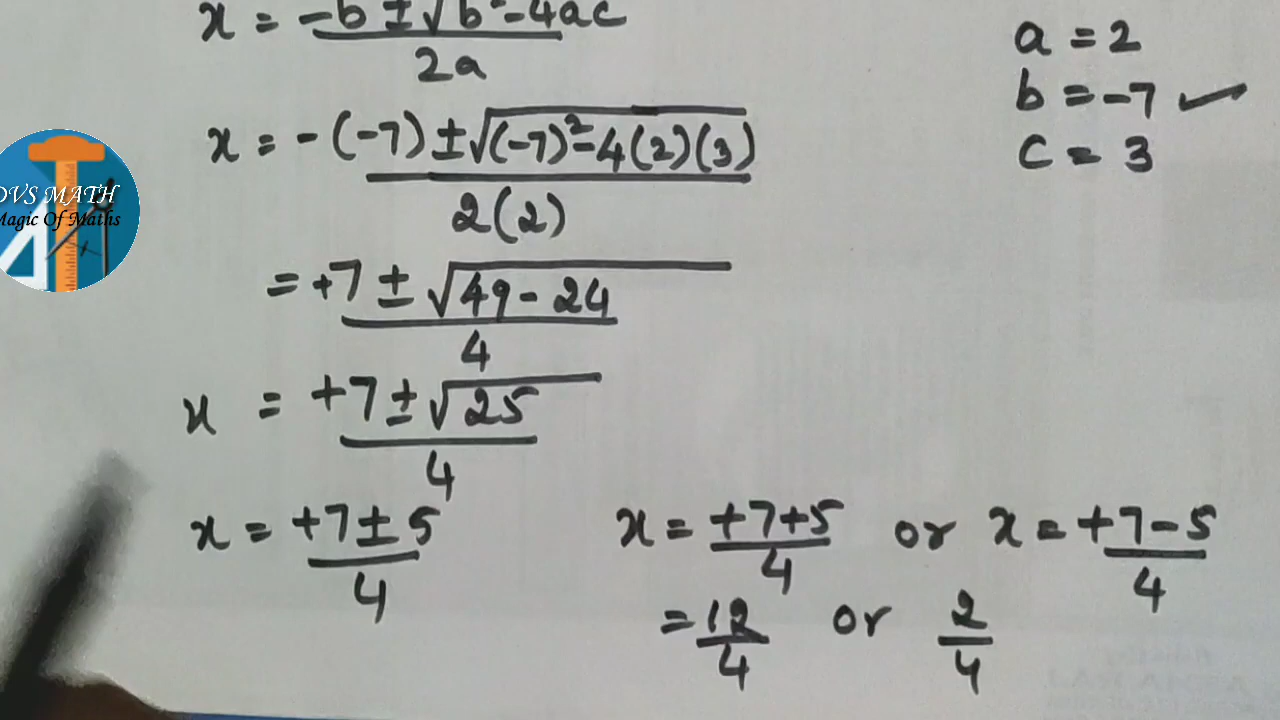 x = -b ± √b²-4ac
2a
a = 2
b = -7 ✓
c = 3
x = -(-7) ± √(-7)²-4(2)(3)
2(2)
DVS MATH
Magic Of Maths
= +7 ± √49-24
4
x = +7 ± √25
4
x = +7 ± 5
4
x = +7+5 or x = +7-5
4 4
= 12 or 2
4 4